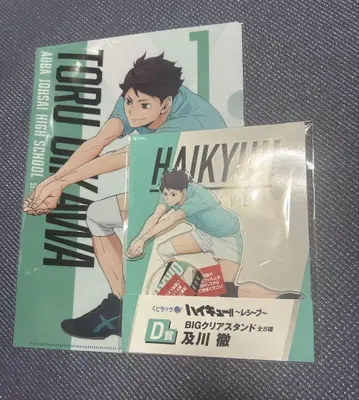 1
TORU OIKAWA
AOBA JOHSAI HIGH SCHOOL
HAIKYU!!
くじラック
ハイキュー!!～レシーブ～
D賞
BIGクリアスタンド 全8種
及川 徹